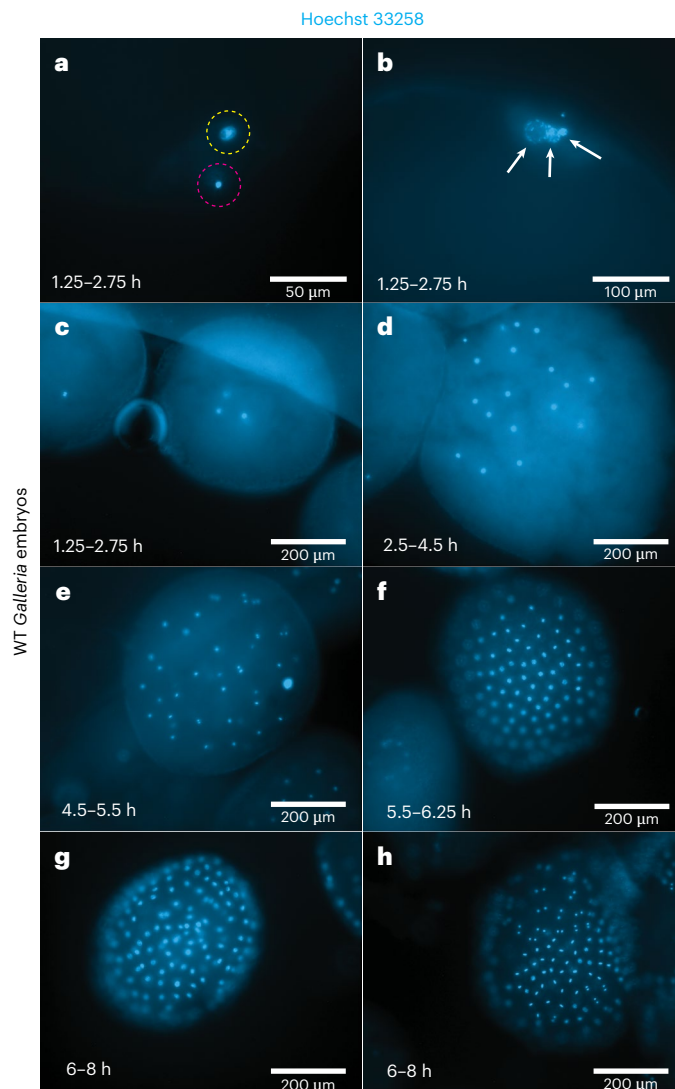 Hoechst 33258
a
1.25–2.75 h
50 µm
b
1.25–2.75 h
100 µm
c
1.25–2.75 h
200 µm
d
2.5–4.5 h
200 µm
WT Galleria embryos
e
4.5–5.5 h
200 µm
f
5.5–6.25 h
200 µm
g
6–8 h
200 µm
h
6–8 h
200 µm